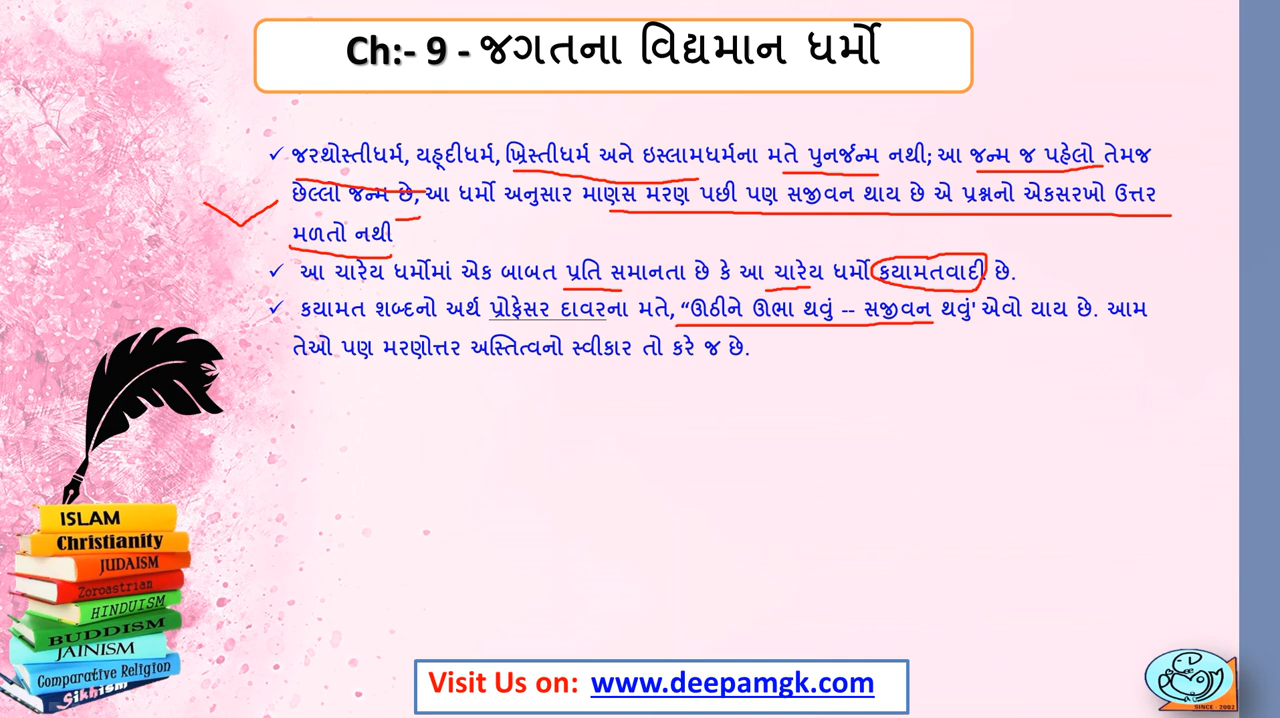 Ch:- 9 - જગતના વિદ્યમાન ધર્મો
✓ જરથોસ્તીધર્મ, યહૂદીધર્મ, ખ્રિસ્તીધર્મ અને ઇસ્લામધર્મના મતે પુનર્જન્મ નથી; આ જન્મ જ પહેલો તેમજ
છેલ્લો જન્મ છે, આ ધર્મો અનુસાર માણસ મરણ પછી પણ સજીવન થાય છે એ પ્રશ્નનો એકસરખો ઉત્તર
મળતો નથી
✓ આ ચારેય ધર્મોમાં એક બાબત પ્રતિ સમાનતા છે કે આ ચારેય ધર્મો કયામતવાદી છે.
✓ કયામત શબ્દનો અર્થ પ્રોફેસર દાવરના મતે, “ઊઠીને ઊભા થવું -- સજીવન થવું' એવો યાય છે. આમ
તેઓ પણ મરણોત્તર અસ્તિત્વનો સ્વીકાર તો કરે જ છે.
ISLAM
Christianity
JUDAISM
Zoroastrian
HINDUISM
BUDDHISM
JAINISM
Comparative Religion
Sikhism
Visit Us on: www.deepamgk.com
SINCE - 2002